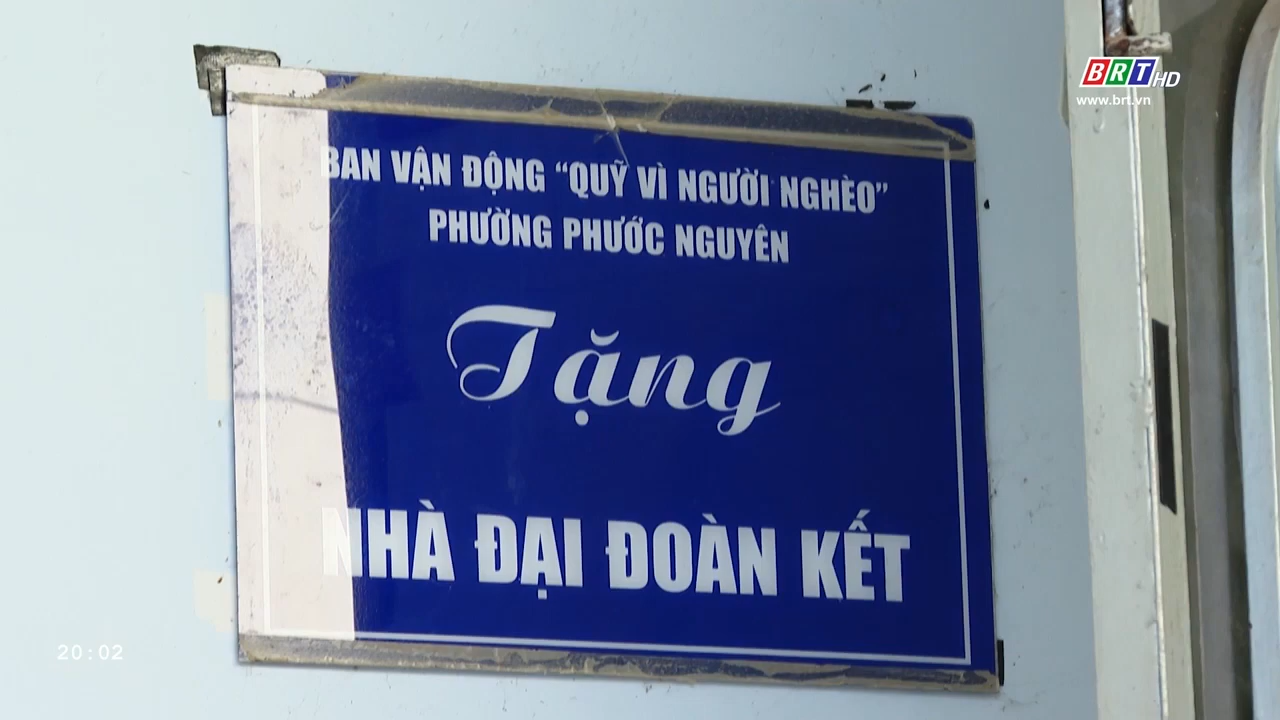 BRT HD
www.brt.vn
BAN VẬN ĐỘNG “QUỸ VÌ NGƯỜI NGHÈO”
PHƯỜNG PHƯỚC NGUYÊN
Tặng
NHÀ ĐẠI ĐOÀN KẾT
20:02